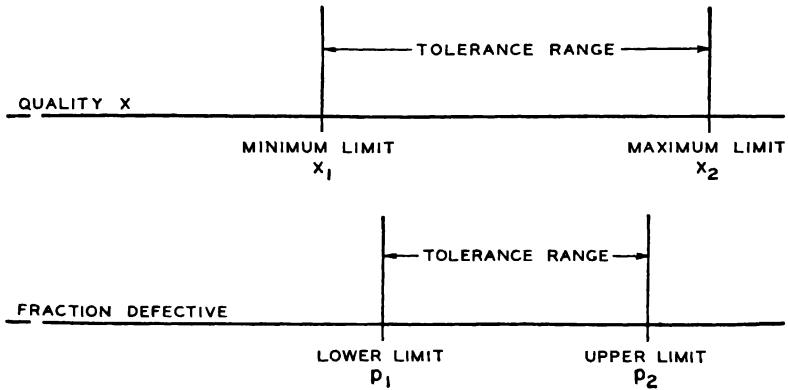 TOLERANCE RANGE
QUALITY X
MINIMUM LIMIT MAXIMUM LIMIT
X₁ X₂
TOLERANCE RANGE
FRACTION DEFECTIVE
LOWER LIMIT UPPER LIMIT
p₁ p₂